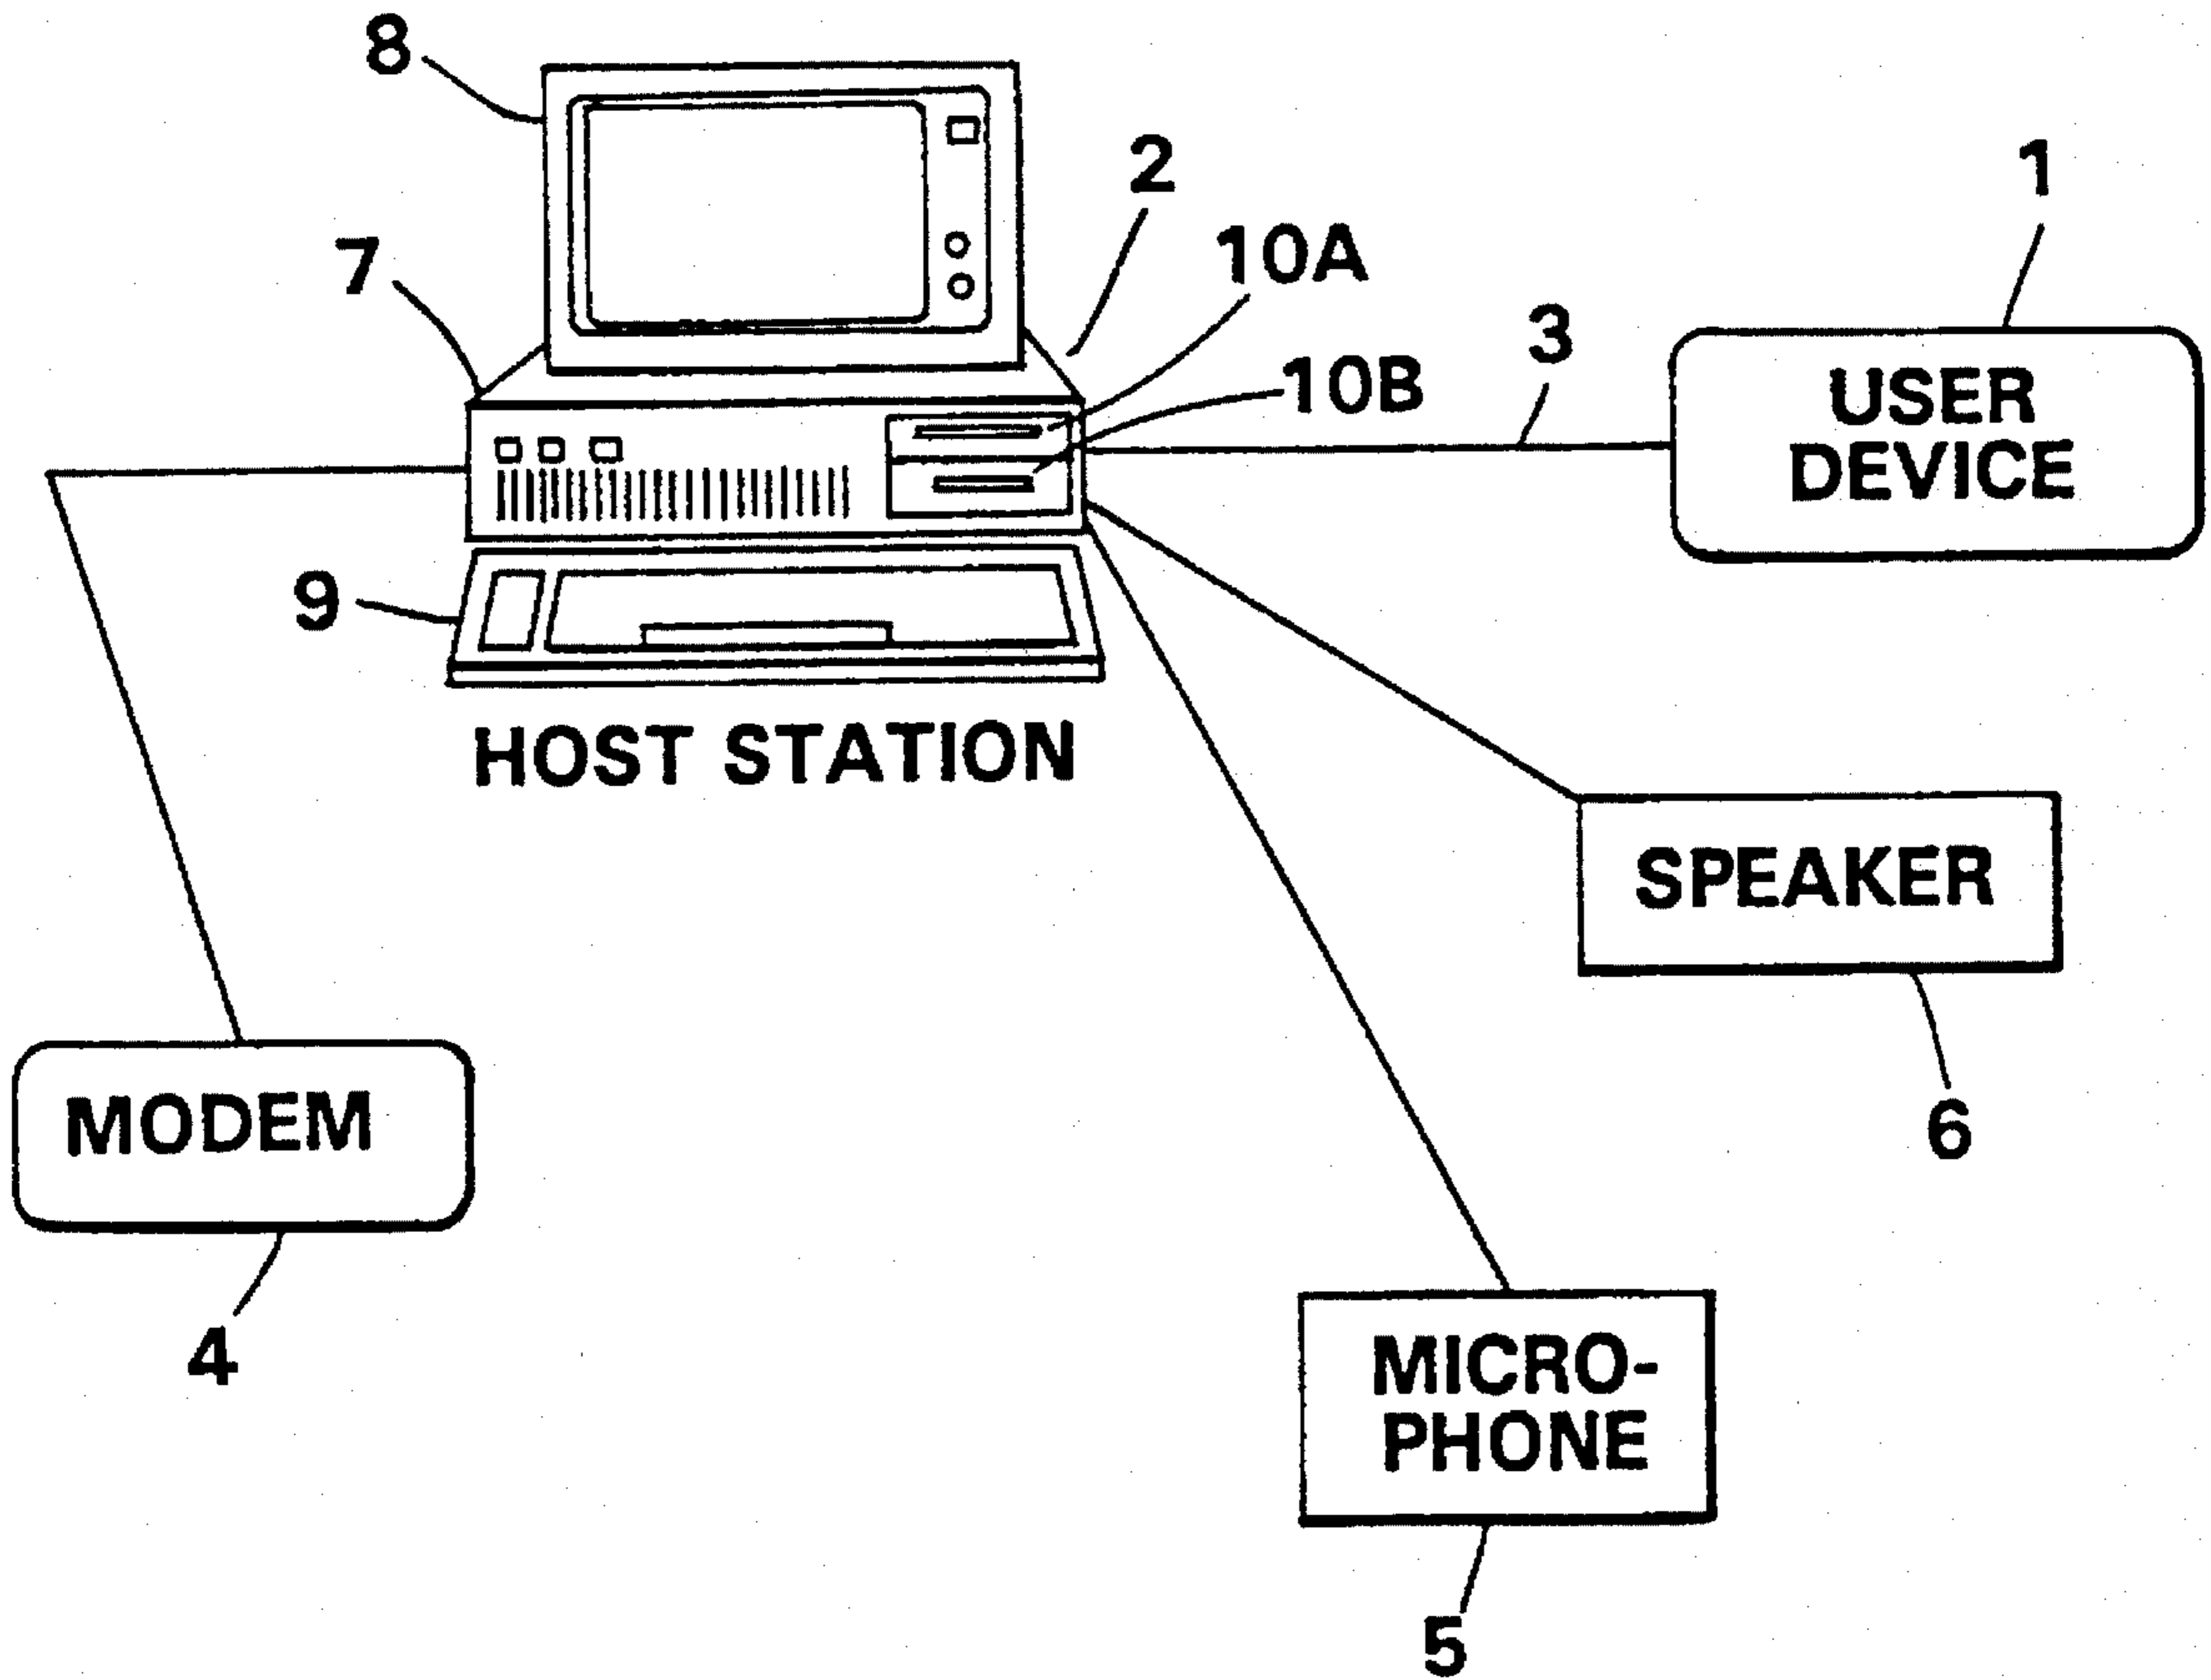 8
2
1
10A
7
3
10B
USER
DEVICE
9
HOST STATION
SPEAKER
MODEM
6
4
MICRO-
PHONE
5